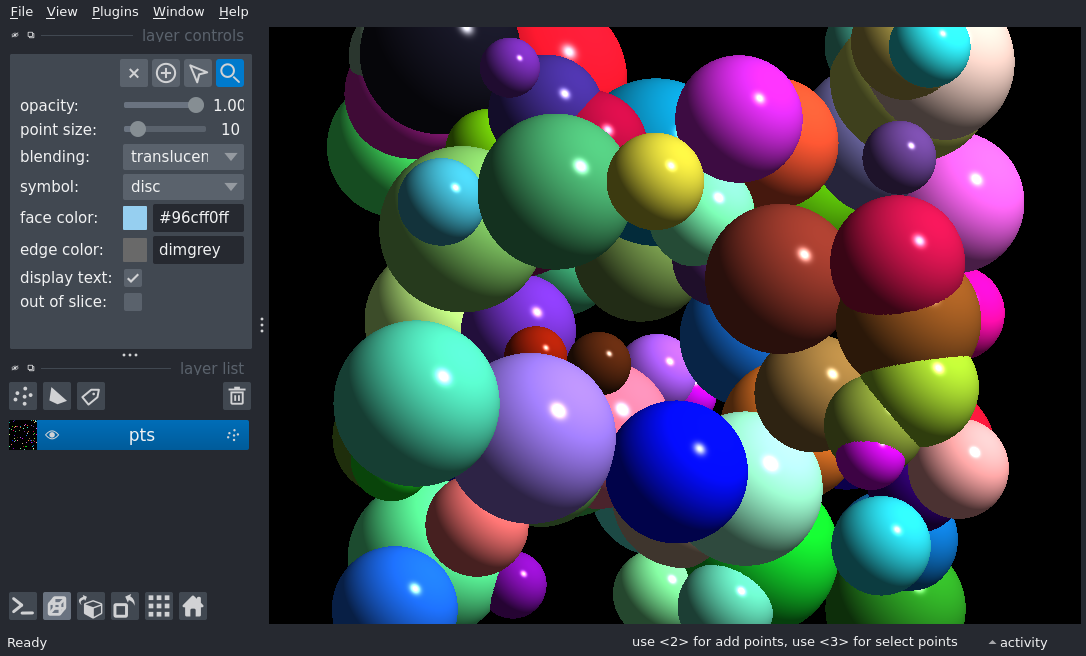 File View Plugins Window Help
layer controls
opacity: 1.00
point size: 10
blending: translucen
symbol: disc
face color: #96cff0ff
edge color: dimgrey
display text:
out of slice:
layer list
pts
Ready
use <2> for add points, use <3> for select points
activity